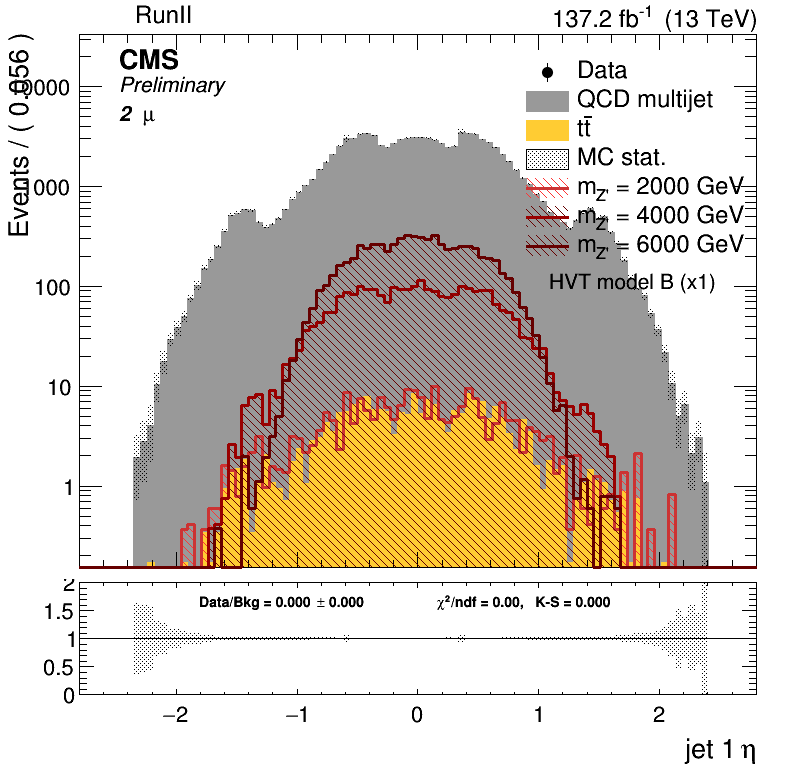 RunII
137.2 fb⁻¹ (13 TeV)
CMS
Preliminary
2 μ
Data
QCD multijet
tt̄
MC stat.
m_Z' = 2000 GeV
m_Z' = 4000 GeV
m_Z' = 6000 GeV
HVT model B (x1)
Events / ( 0.056 )
10000
1000
100
10
1
Data/Bkg = 0.000 ± 0.000
χ²/ndf = 0.00, K-S = 0.000
2
1.5
1
0.5
0
−2
−1
0
1
2
jet 1 η